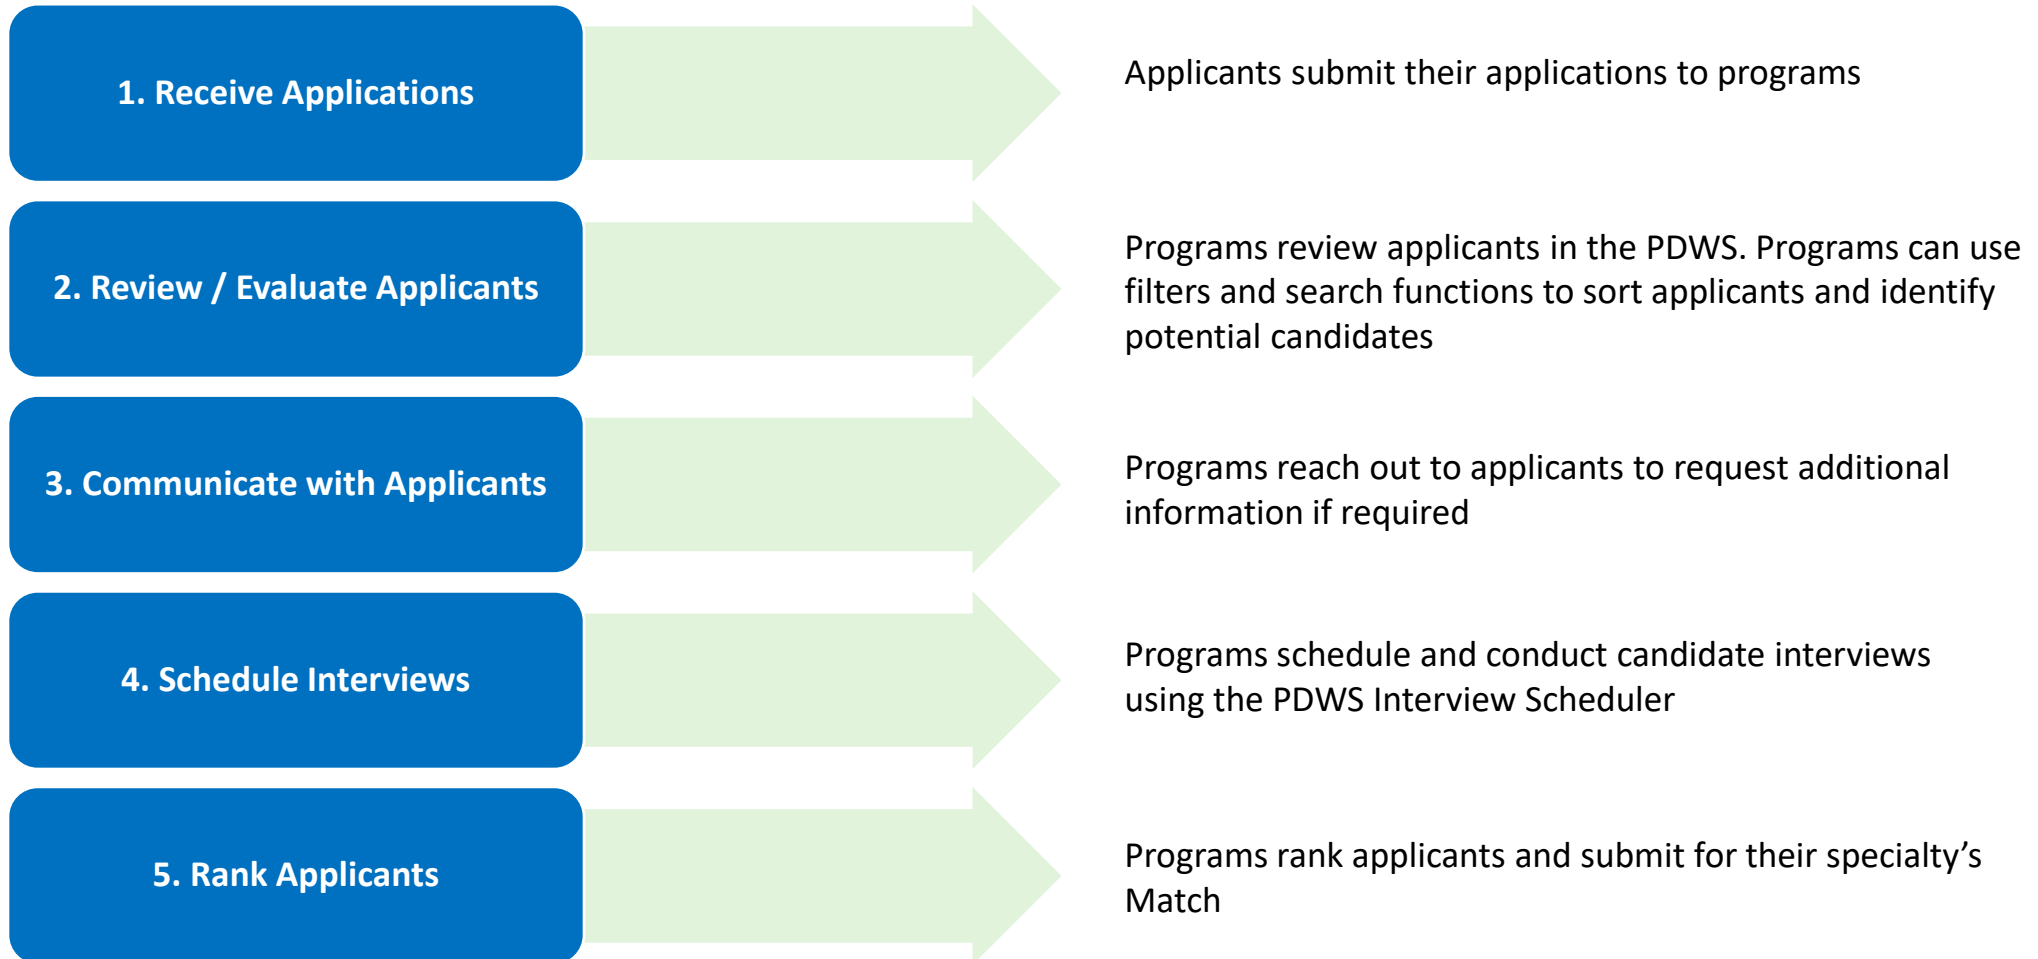 1. Receive Applications
Applicants submit their applications to programs
2. Review / Evaluate Applicants
Programs review applicants in the PDWS. Programs can use
filters and search functions to sort applicants and identify
potential candidates
3. Communicate with Applicants
Programs reach out to applicants to request additional
information if required
4. Schedule Interviews
Programs schedule and conduct candidate interviews
using the PDWS Interview Scheduler
5. Rank Applicants
Programs rank applicants and submit for their specialty’s
Match